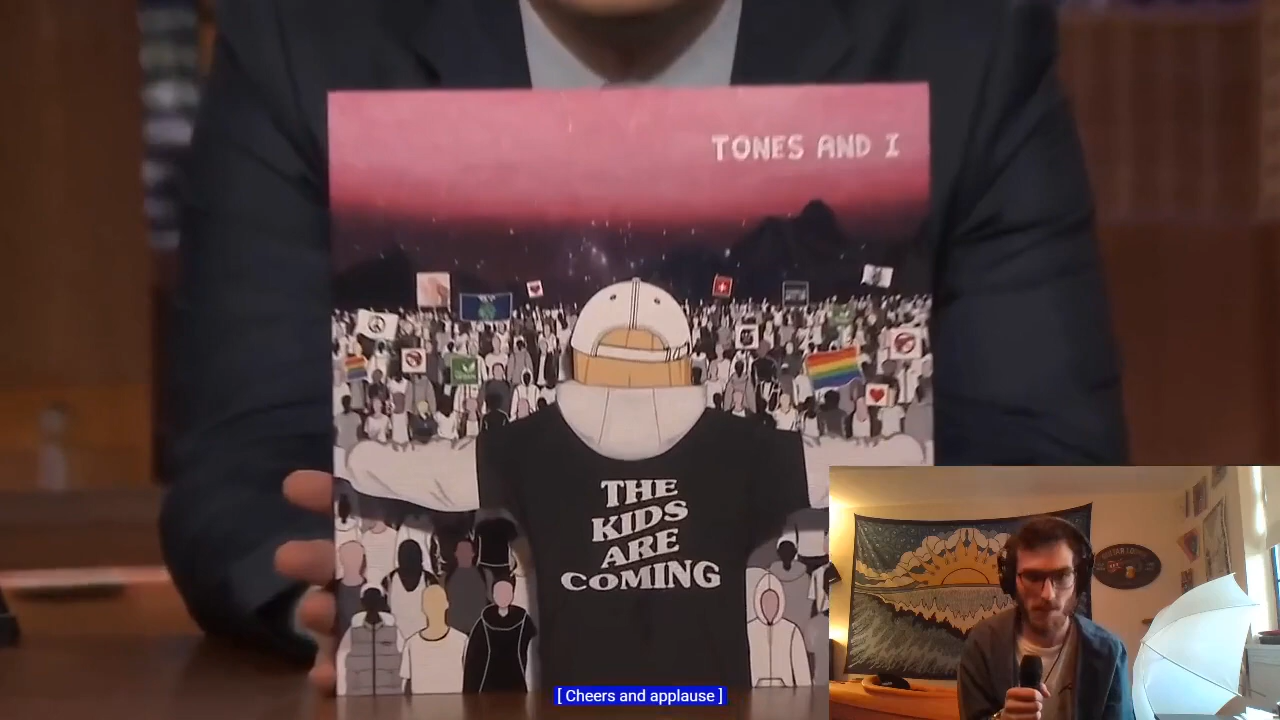 TONES AND I
THE
KIDS
ARE
COMING
[ Cheers and applause ]